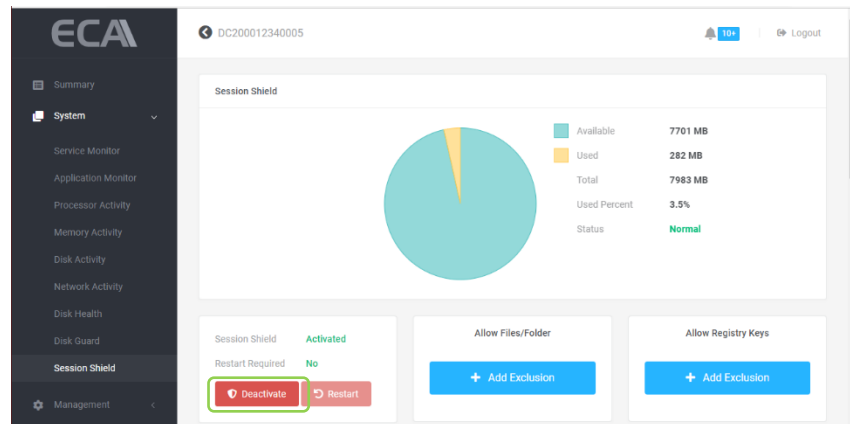 ECA
DC200012340005
10+
Logout
Summary
System
Service Monitor
Application Monitor
Processor Activity
Memory Activity
Disk Activity
Network Activity
Disk Health
Disk Guard
Session Shield
Management
Session Shield
Available 7701 MB
Used 282 MB
Total 7983 MB
Used Percent 3.5%
Status Normal
Session Shield Activated
Restart Required No
Deactivate Restart
Allow Files/Folder
+ Add Exclusion
Allow Registry Keys
+ Add Exclusion